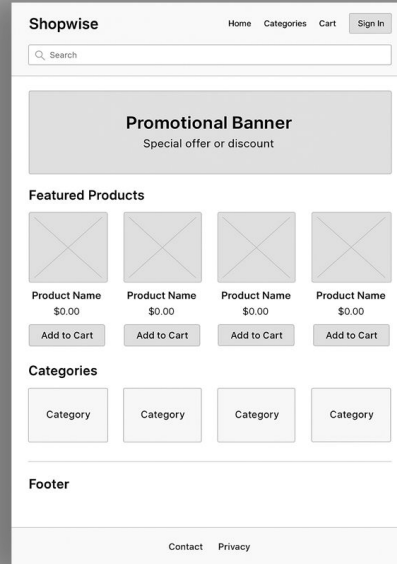 Shopwise
Home Categories Cart Sign In
Search
Promotional Banner
Special offer or discount
Featured Products
Product Name Product Name Product Name Product Name
$0.00 $0.00 $0.00 $0.00
Add to Cart Add to Cart Add to Cart Add to Cart
Categories
Category Category Category Category
Footer
Contact Privacy